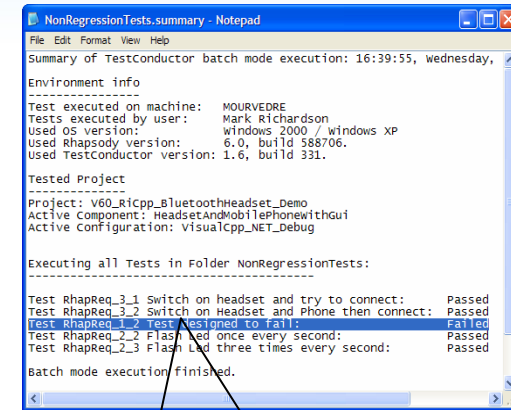 NonRegressionTests.summary - Notepad
File Edit Format View Help
Summary of TestConductor batch mode execution: 16:39:55, Wednesday,
Environment info
----------------
Test executed on machine: MOURVEDRE
Tests executed by user: Mark Richardson
Used OS version: Windows 2000 / Windows XP
Used Rhapsody version: 6.0, build 588706.
Used TestConductor version: 1.6, build 331.
Tested Project
--------------
Project: V60_RiCpp_BluetoothHeadset_Demo
Active Component: HeadsetAndMobilePhoneWithGui
Active Configuration: VisualCpp_NET_Debug
Executing all Tests in Folder NonRegressionTests:
-----------------------------------------------
Test RhapReq_3_1 Switch on headset and try to connect: Passed
Test RhapReq_3_2 Switch on Headset and Phone then connect: Passed
Test RhapReq_1_2 Test designed to fail: Failed
Test RhapReq_2_2 Flash Led once every second: Passed
Test RhapReq_2_3 Flash Led three times every second: Passed
Batch mode execution finished.